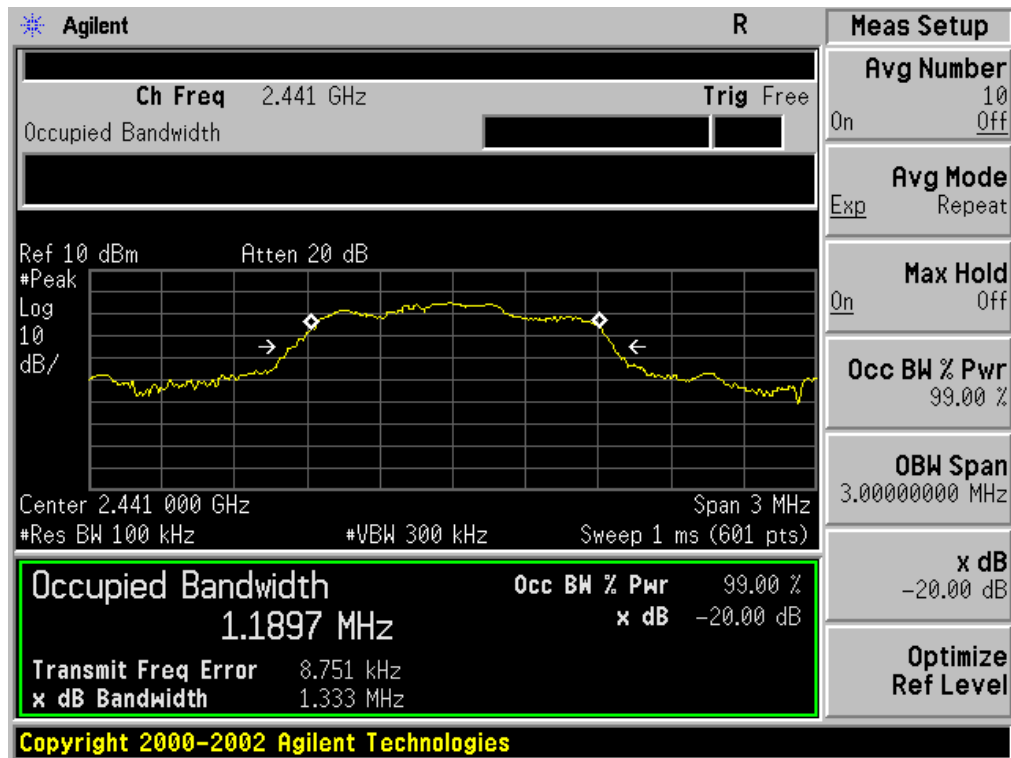 Agilent R Meas Setup
Ch Freq 2.441 GHz Trig Free
Occupied Bandwidth
Ref 10 dBm Atten 20 dB
#Peak
Log
10
dB/
Center 2.441 000 GHz Span 3 MHz
#Res BW 100 kHz #VBW 300 kHz Sweep 1 ms (601 pts)
Occupied Bandwidth Occ BW % Pwr 99.00 %
1.1897 MHz x dB -20.00 dB
Transmit Freq Error 8.751 kHz
x dB Bandwidth 1.333 MHz
Avg Number
10
On Off
Avg Mode
Exp Repeat
Max Hold
On Off
Occ BW % Pwr
99.00 %
OBW Span
3.00000000 MHz
x dB
-20.00 dB
Optimize
Ref Level
Copyright 2000-2002 Agilent Technologies